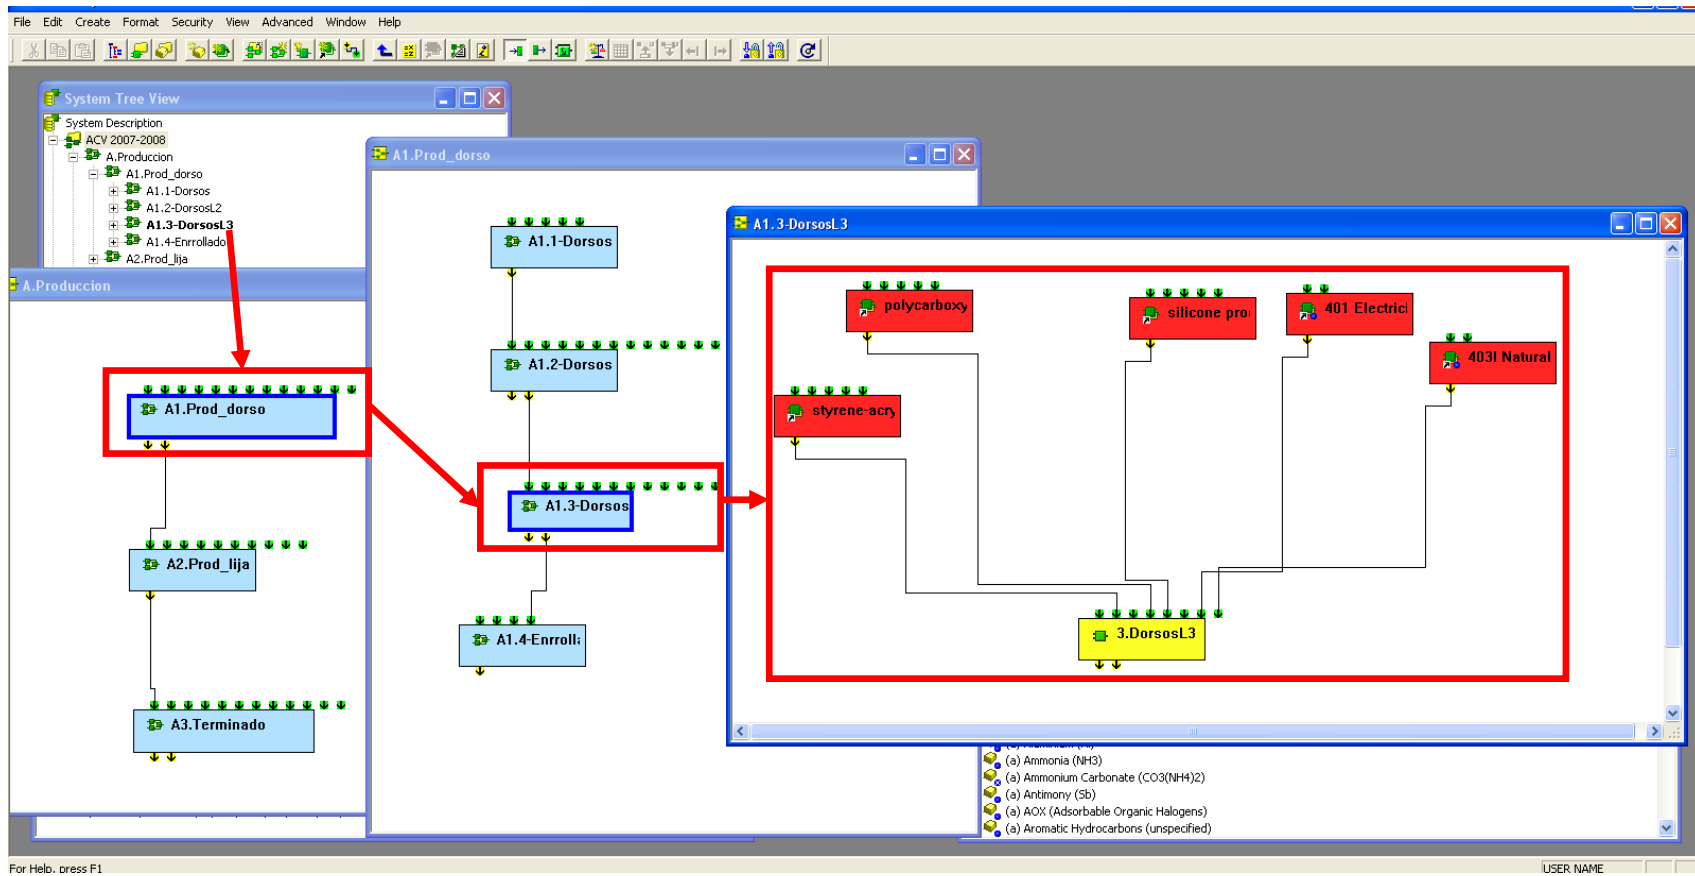 File Edit Create Format Security View Advanced Window Help
System Tree View
System Description
ACV 2007-2008
A.Produccion
A1.Prod_dorso
A1.1-Dorsos
A1.2-DorsosL2
A1.3-DorsosL3
A1.4-Enrrollado
A2.Prod_lija
A.Produccion
A1.Prod_dorso
A2.Prod_lija
A3.Terminado
A1.Prod_dorso
A1.1-Dorsos
A1.2-Dorsos
A1.3-Dorsos
A1.4-Enrroll
A1.3-DorsosL3
polycarboxy
silicone pro
401 Electrici
403I Natural
styrene-acry
3.DorsosL3
(a) Ammonia (NH3)
(a) Ammonium Carbonate (CO3(NH4)2)
(a) Antimony (Sb)
(a) AOX (Adsorbable Organic Halogens)
(a) Aromatic Hydrocarbons (unspecified)
For Help, press F1
USER NAME